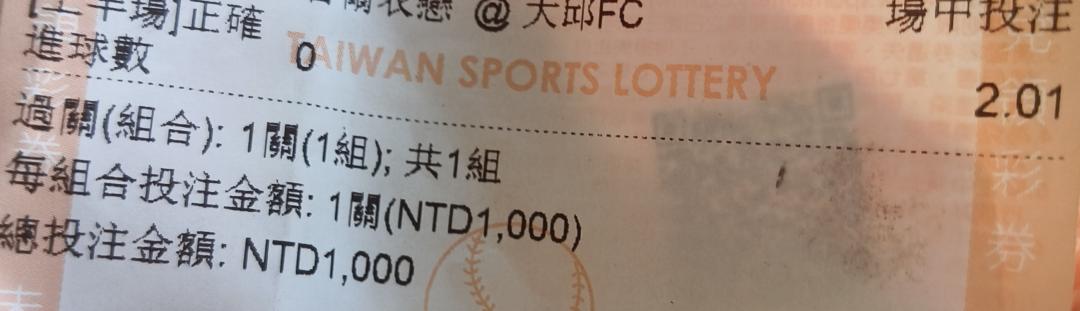 [上半場]正確 @ 大邱FC 場中投注
進球數 0 2.01
TAIWAN SPORTS LOTTERY
過關(組合): 1關(1組); 共1組
每組合投注金額: 1關(NTD1,000)
總投注金額: NTD1,000
彩券